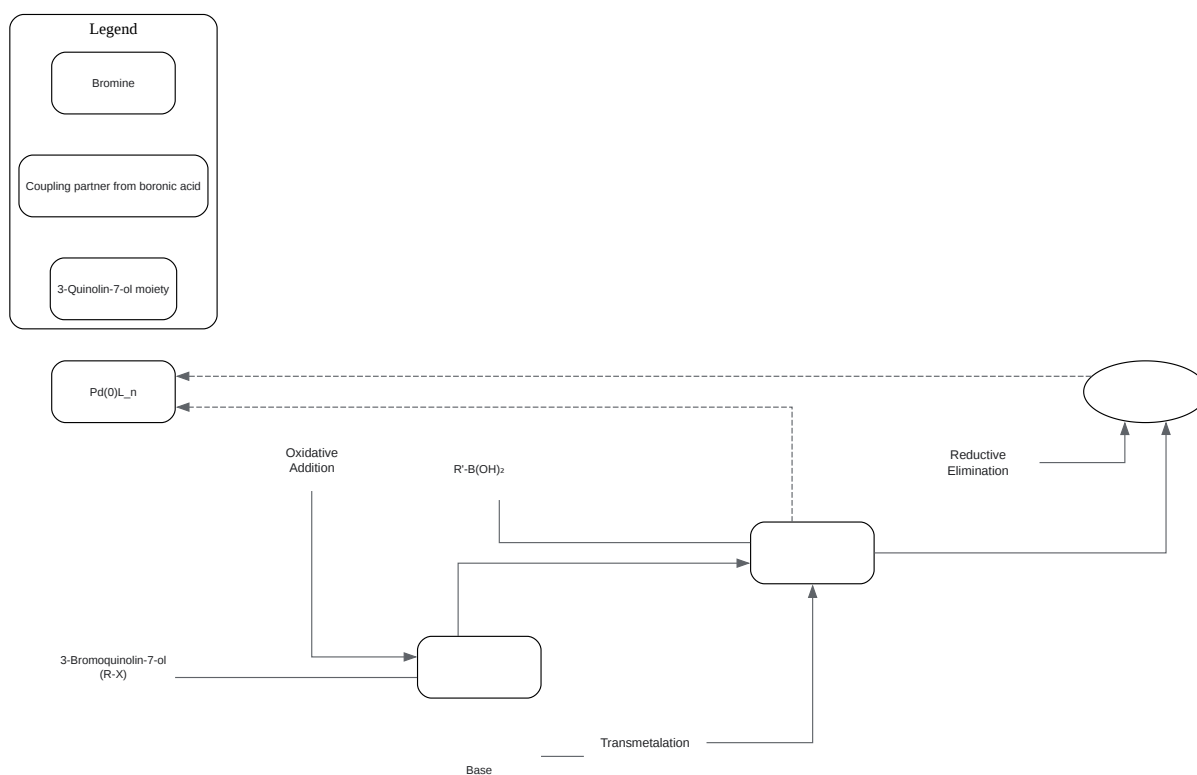 Legend
Bromine
Coupling partner from boronic acid
3-Quinolin-7-ol moiety
Pd(0)L_n
Oxidative
Addition
R'-B(OH)₂
Reductive
Elimination
3-Bromoquinolin-7-ol
(R-X)
Transmetalation
Base